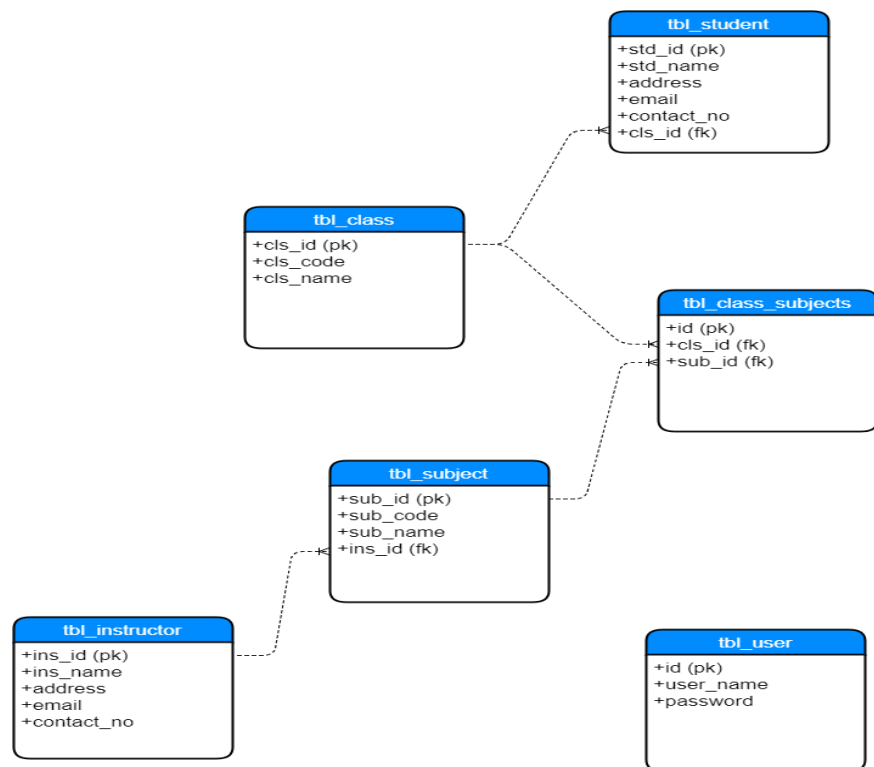 tbl_student
+std_id (pk)
+std_name
+address
+email
+contact_no
+cls_id (fk)
tbl_class
+cls_id (pk)
+cls_code
+cls_name
tbl_class_subjects
+id (pk)
+cls_id (fk)
+sub_id (fk)
tbl_subject
+sub_id (pk)
+sub_code
+sub_name
+ins_id (fk)
tbl_instructor
+ins_id (pk)
+ins_name
+address
+email
+contact_no
tbl_user
+id (pk)
+user_name
+password